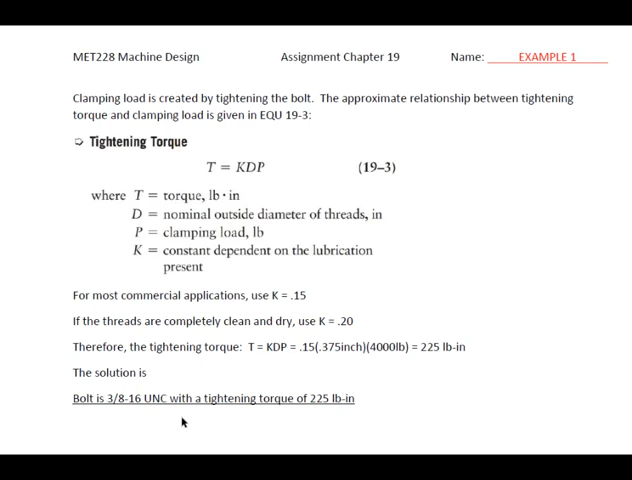 MET228 Machine Design Assignment Chapter 19 Name: EXAMPLE 1
Clamping load is created by tightening the bolt. The approximate relationship between tightening
torque and clamping load is given in EQU 19-3:
➩ Tightening Torque
T = KDP (19–3)
where T = torque, lb · in
D = nominal outside diameter of threads, in
P = clamping load, lb
K = constant dependent on the lubrication
present
For most commercial applications, use K = .15
If the threads are completely clean and dry, use K = .20
Therefore, the tightening torque: T = KDP = .15(.375inch)(4000lb) = 225 lb-in
The solution is
Bolt is 3/8-16 UNC with a tightening torque of 225 lb-in